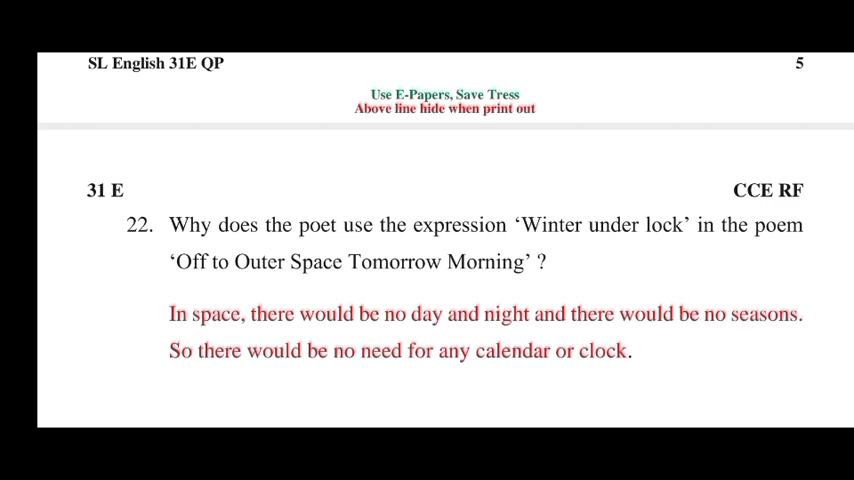 SL English 31E QP 5
Use E-Papers, Save Tress
Above line hide when print out
31 E CCE RF
22. Why does the poet use the expression ‘Winter under lock’ in the poem
‘Off to Outer Space Tomorrow Morning’ ?
In space, there would be no day and night and there would be no seasons.
So there would be no need for any calendar or clock.